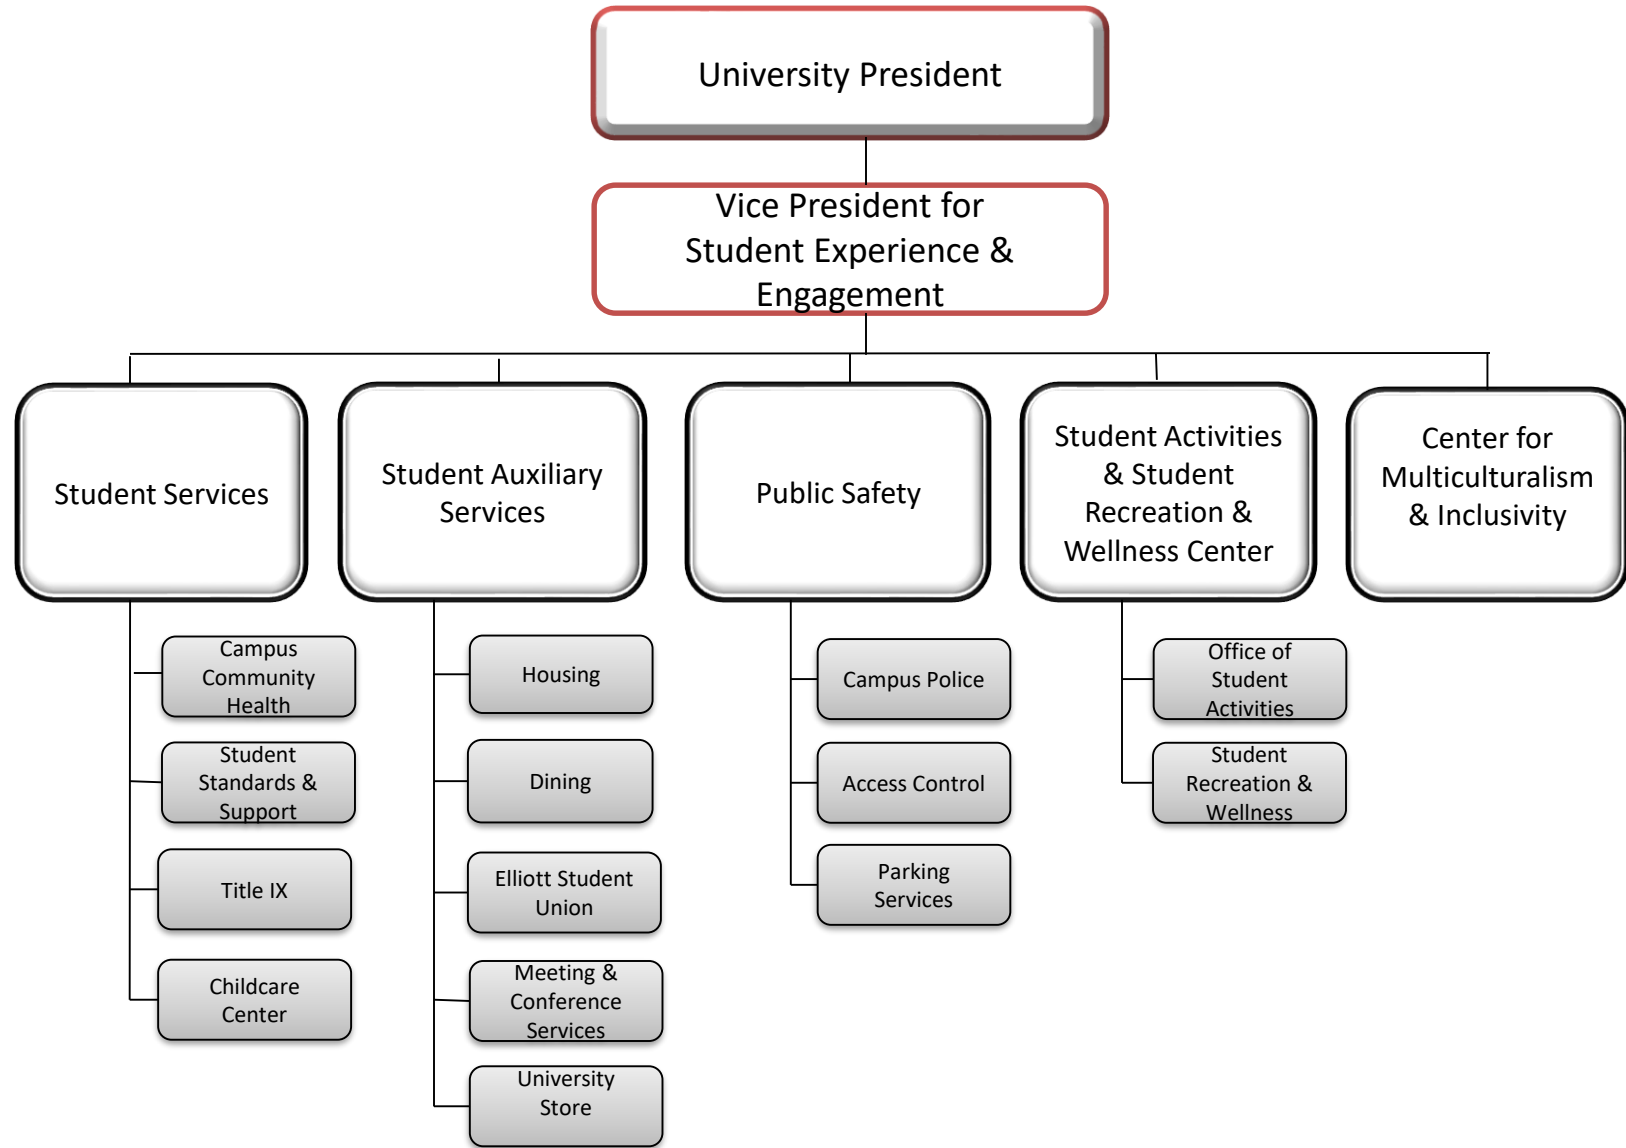 University President
Vice President for
Student Experience &
Engagement
Student Services
Student Auxiliary
Services
Public Safety
Student Activities
& Student
Recreation &
Wellness Center
Center for
Multiculturalism
& Inclusivity
Campus
Community
Health
Student
Standards &
Support
Title IX
Childcare
Center
Housing
Dining
Elliott Student
Union
Meeting &
Conference
Services
University
Store
Campus Police
Access Control
Parking
Services
Office of
Student
Activities
Student
Recreation &
Wellness